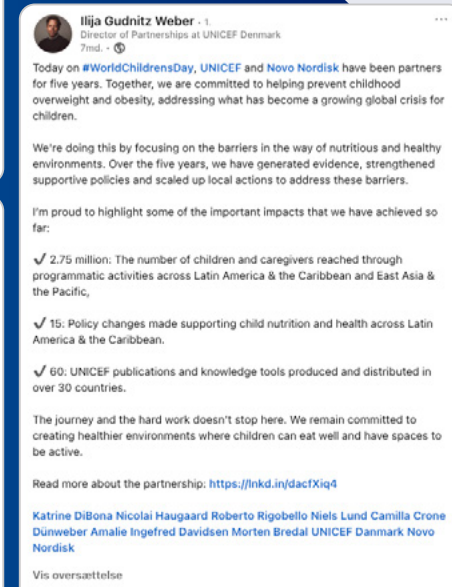 Ilija Gudnitz Weber · 1.
Director of Partnerships at UNICEF Denmark
7md. ·
Today on #WorldChildrensDay, UNICEF and Novo Nordisk have been partners
for five years. Together, we are committed to helping prevent childhood
overweight and obesity, addressing what has become a growing global crisis for
children.
We're doing this by focusing on the barriers in the way of nutritious and healthy
environments. Over the five years, we have generated evidence, strengthened
supportive policies and scaled up local actions to address these barriers.
I'm proud to highlight some of the important impacts that we have achieved so
far:
✓ 2.75 million: The number of children and caregivers reached through
programmatic activities across Latin America & the Caribbean and East Asia &
the Pacific,
✓ 15: Policy changes made supporting child nutrition and health across Latin
America & the Caribbean.
✓ 60: UNICEF publications and knowledge tools produced and distributed in
over 30 countries.
The journey and the hard work doesn't stop here. We remain committed to
creating healthier environments where children can eat well and have spaces to
be active.
Read more about the partnership: https://lnkd.in/dacfXiq4
Katrine DiBona Nicolai Haugaard Roberto Rigobello Niels Lund Camilla Crone
Dünweber Amalie Ingefred Davidsen Morten Bredal UNICEF Danmark Novo
Nordisk
Vis oversættelse